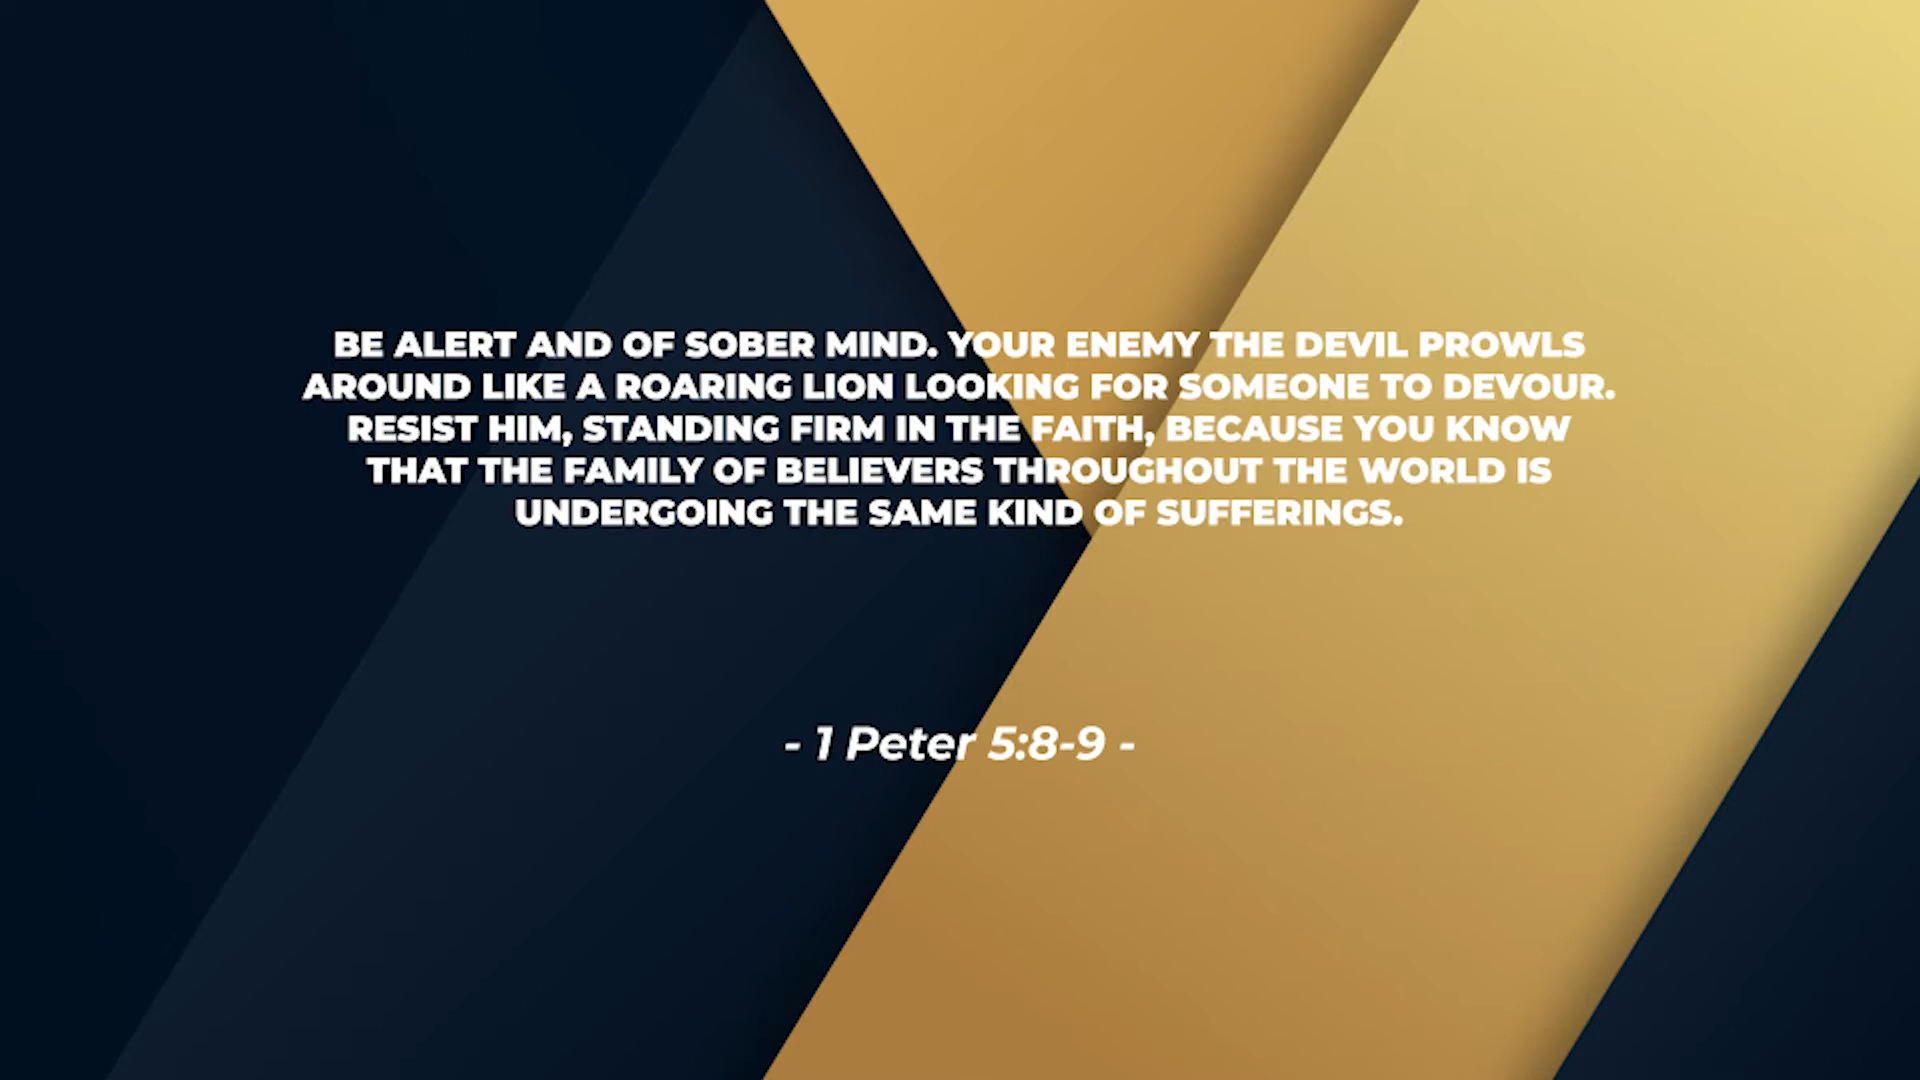 BE ALERT AND OF SOBER MIND. YOUR ENEMY THE DEVIL PROWLS
AROUND LIKE A ROARING LION LOOKING FOR SOMEONE TO DEVOUR.
RESIST HIM, STANDING FIRM IN THE FAITH, BECAUSE YOU KNOW
THAT THE FAMILY OF BELIEVERS THROUGHOUT THE WORLD IS
UNDERGOING THE SAME KIND OF SUFFERINGS.
- 1 Peter 5:8-9 -